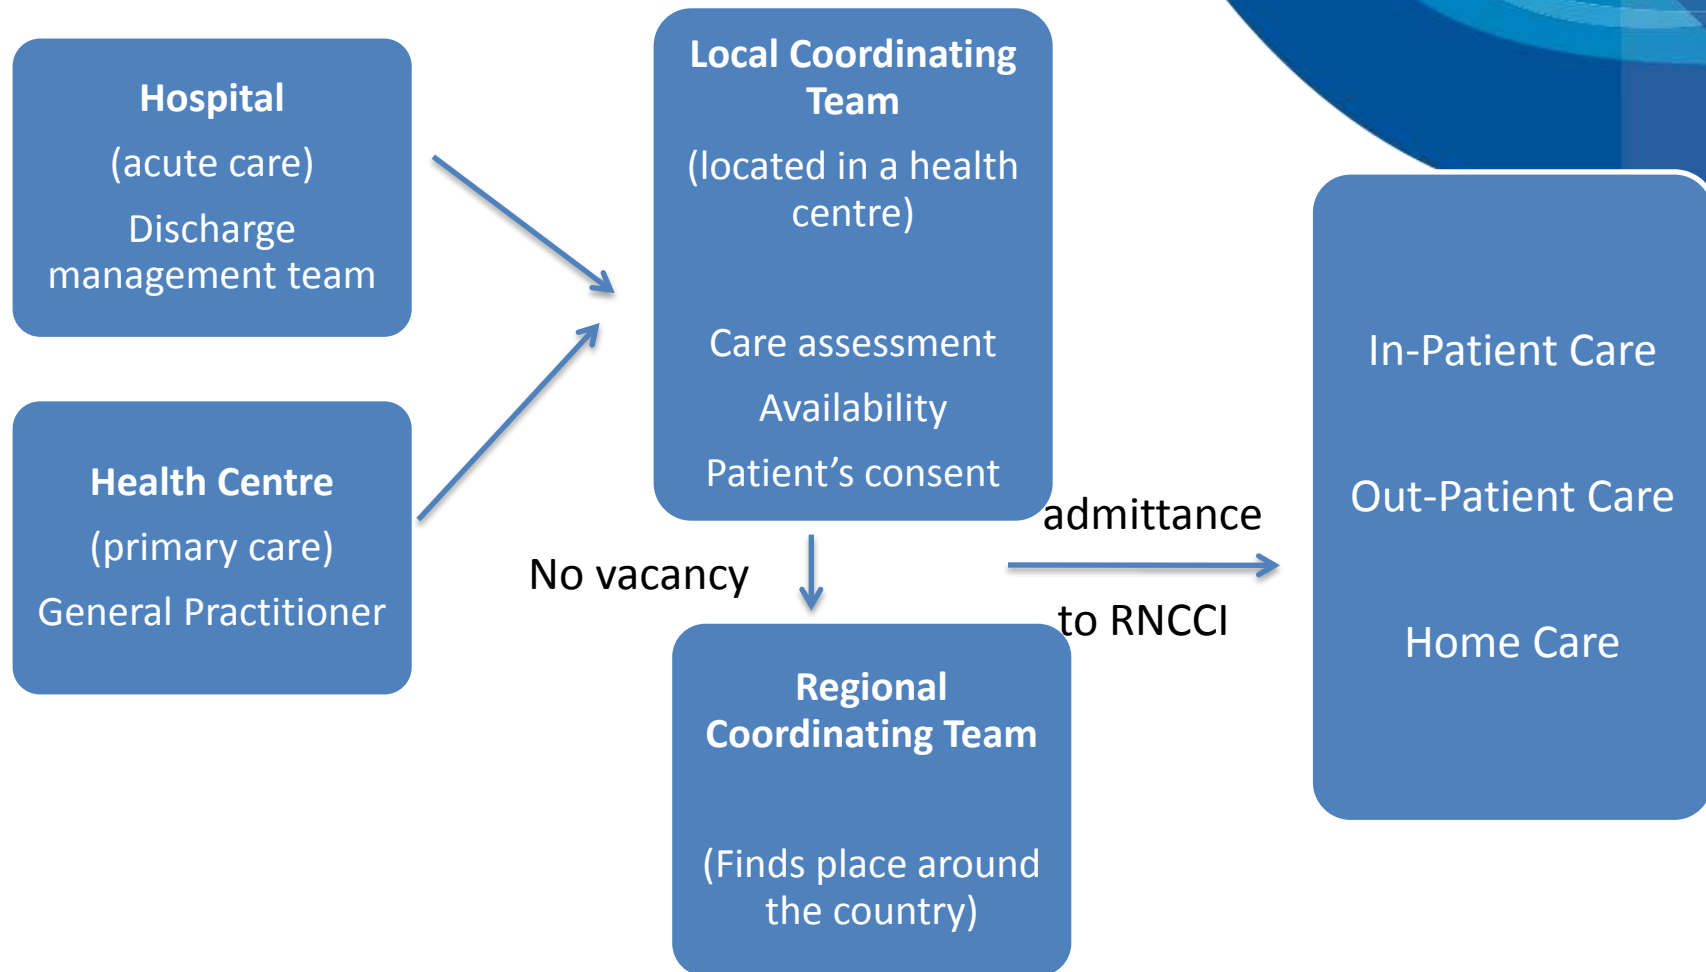 Hospital
(acute care)
Discharge
management team
Health Centre
(primary care)
General Practitioner
Local Coordinating
Team
(located in a health
centre)
Care assessment
Availability
Patient’s consent
No vacancy
admittance
to RNCCI
Regional
Coordinating Team
(Finds place around
the country)
In-Patient Care
Out-Patient Care
Home Care